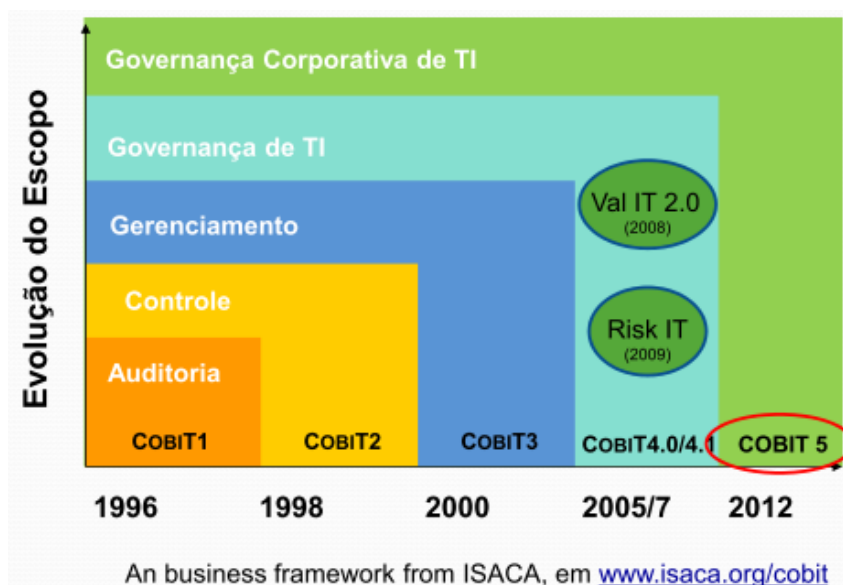 Evolução do Escopo
Governança Corporativa de TI
Governança de TI
Gerenciamento
Val IT 2.0
(2008)
Controle
Risk IT
(2009)
Auditoria
COBIT1 COBIT2 COBIT3 COBIT4.0/4.1 COBIT 5
1996 1998 2000 2005/7 2012
An business framework from ISACA, em www.isaca.org/cobit